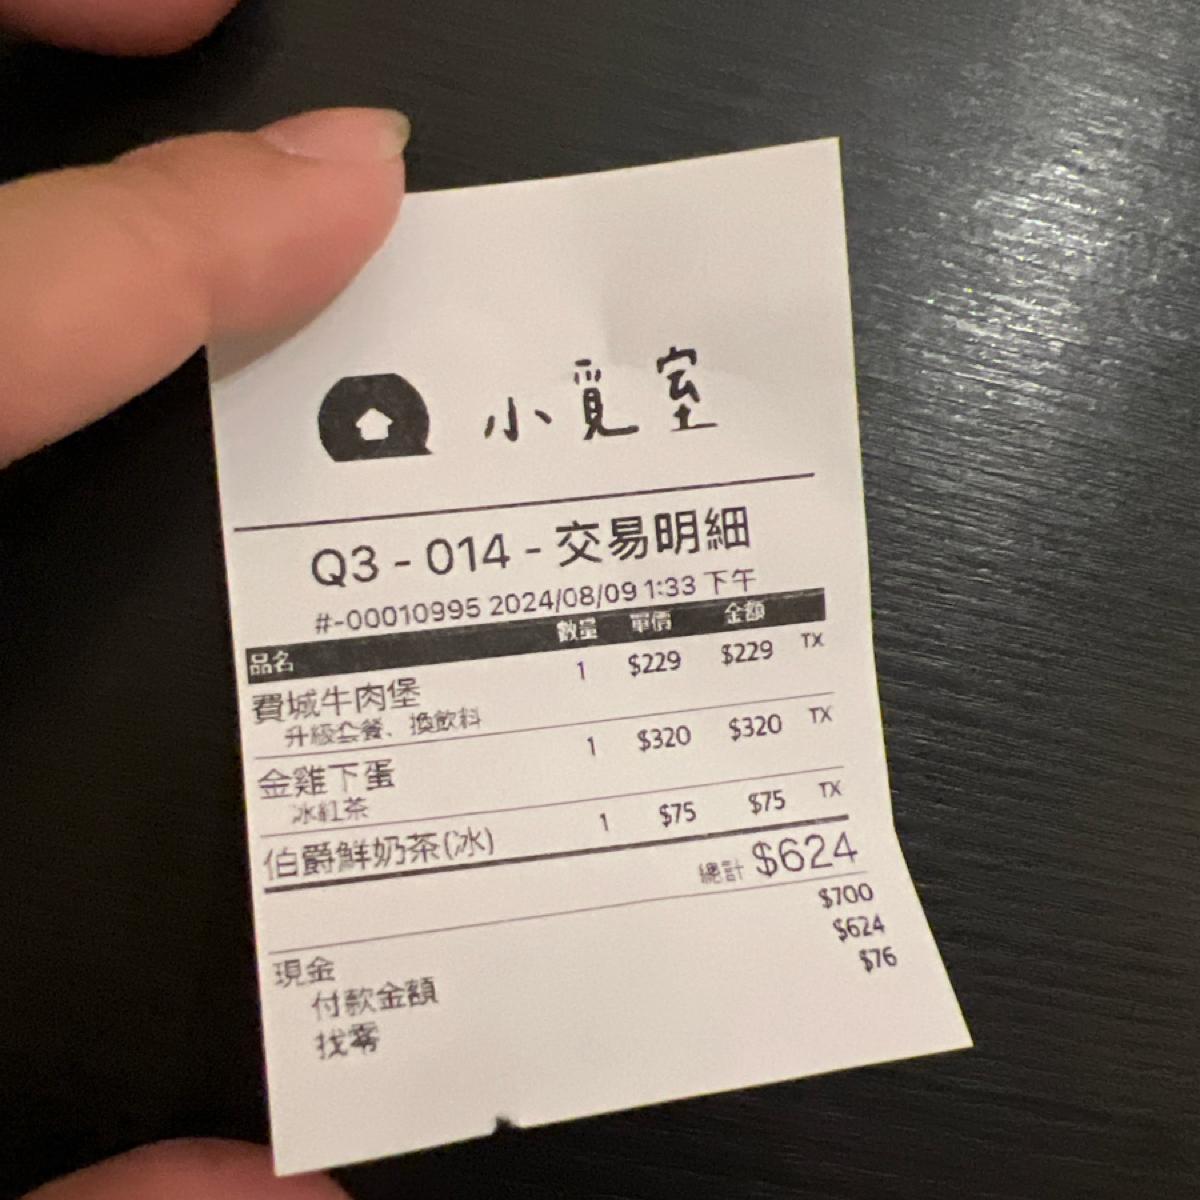 小覓室
Q3 - 014 - 交易明細
#-00010995 2024/08/09 1:33 下午
品名 數量 單價 金額
費城牛肉堡 1 $229 $229 TX
升級套餐、換飲料
金雞下蛋 1 $320 $320 TX
冰紅茶
伯爵鮮奶茶(冰) 1 $75 $75 TX
總計 $624
現金 $700
付款金額 $624
找零 $76